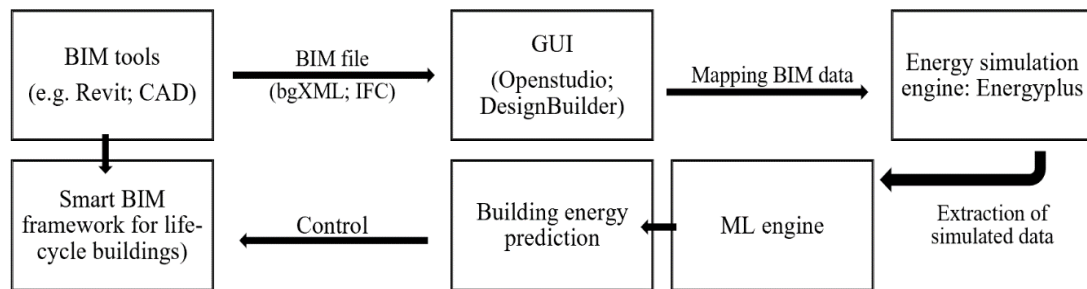 BIM tools
(e.g. Revit; CAD)
BIM file
(bgXML; IFC)
GUI
(Openstudio;
DesignBuilder)
Mapping BIM data
Energy simulation
engine: Energyplus
Smart BIM
framework for life-
cycle buildings)
Control
Building energy
prediction
ML engine
Extraction of
simulated data